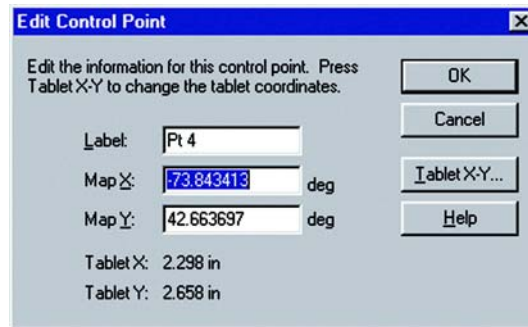 Edit Control Point
Edit the information for this control point. Press
Tablet X-Y to change the tablet coordinates.
OK
Cancel
Label: Pt 4
Map X: -73.843413 deg
Tablet X-Y...
Map Y: 42.663697 deg
Help
Tablet X: 2.298 in
Tablet Y: 2.658 in